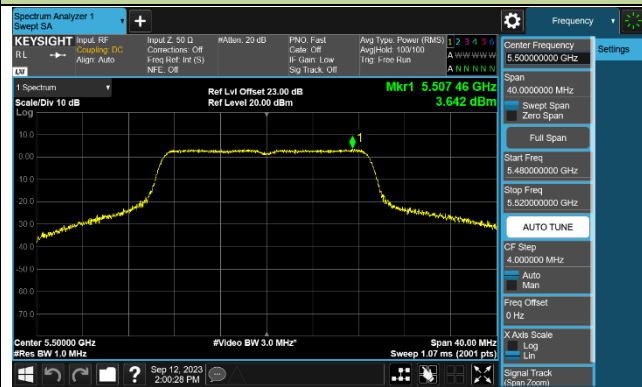 Spectrum Analyzer 1
Swept SA
Frequency
KEYSIGHT
RL
LXI
Input: RF
Coupling: DC
Align: Auto
Input Z: 50 Ω
Corrections: Off
Freq Ref: Int (S)
NFE: Off
#Atten: 20 dB
PNO: Fast
Gate: Off
IF Gain: Low
Sig Track: Off
Avg Type: Power (RMS)
Avg|Hold: 100/100
Trig: Free Run
1 2 3 4 5 6
A W W W W W
A N N N N N
1 Spectrum
Scale/Div 10 dB
Log
Ref Lvl Offset 23.00 dB
Ref Level 20.00 dBm
Mkr1 5.507 46 GHz
3.642 dBm
10.0
0.00
-10.0
-20.0
-30.0
-40.0
-50.0
-60.0
-70.0
1
Center 5.50000 GHz
#Res BW 1.0 MHz
#Video BW 3.0 MHz*
Span 40.00 MHz
Sweep 1.07 ms (2001 pts)
Sep 12, 2023
2:00:28 PM
Center Frequency
5.500000000 GHz
Span
40.0000000 MHz
Swept Span
Zero Span
Full Span
Start Freq
5.480000000 GHz
Stop Freq
5.520000000 GHz
AUTO TUNE
CF Step
4.000000 MHz
Auto
Man
Freq Offset
0 Hz
X Axis Scale
Log
Lin
Signal Track
(Span Zoom)
Settings